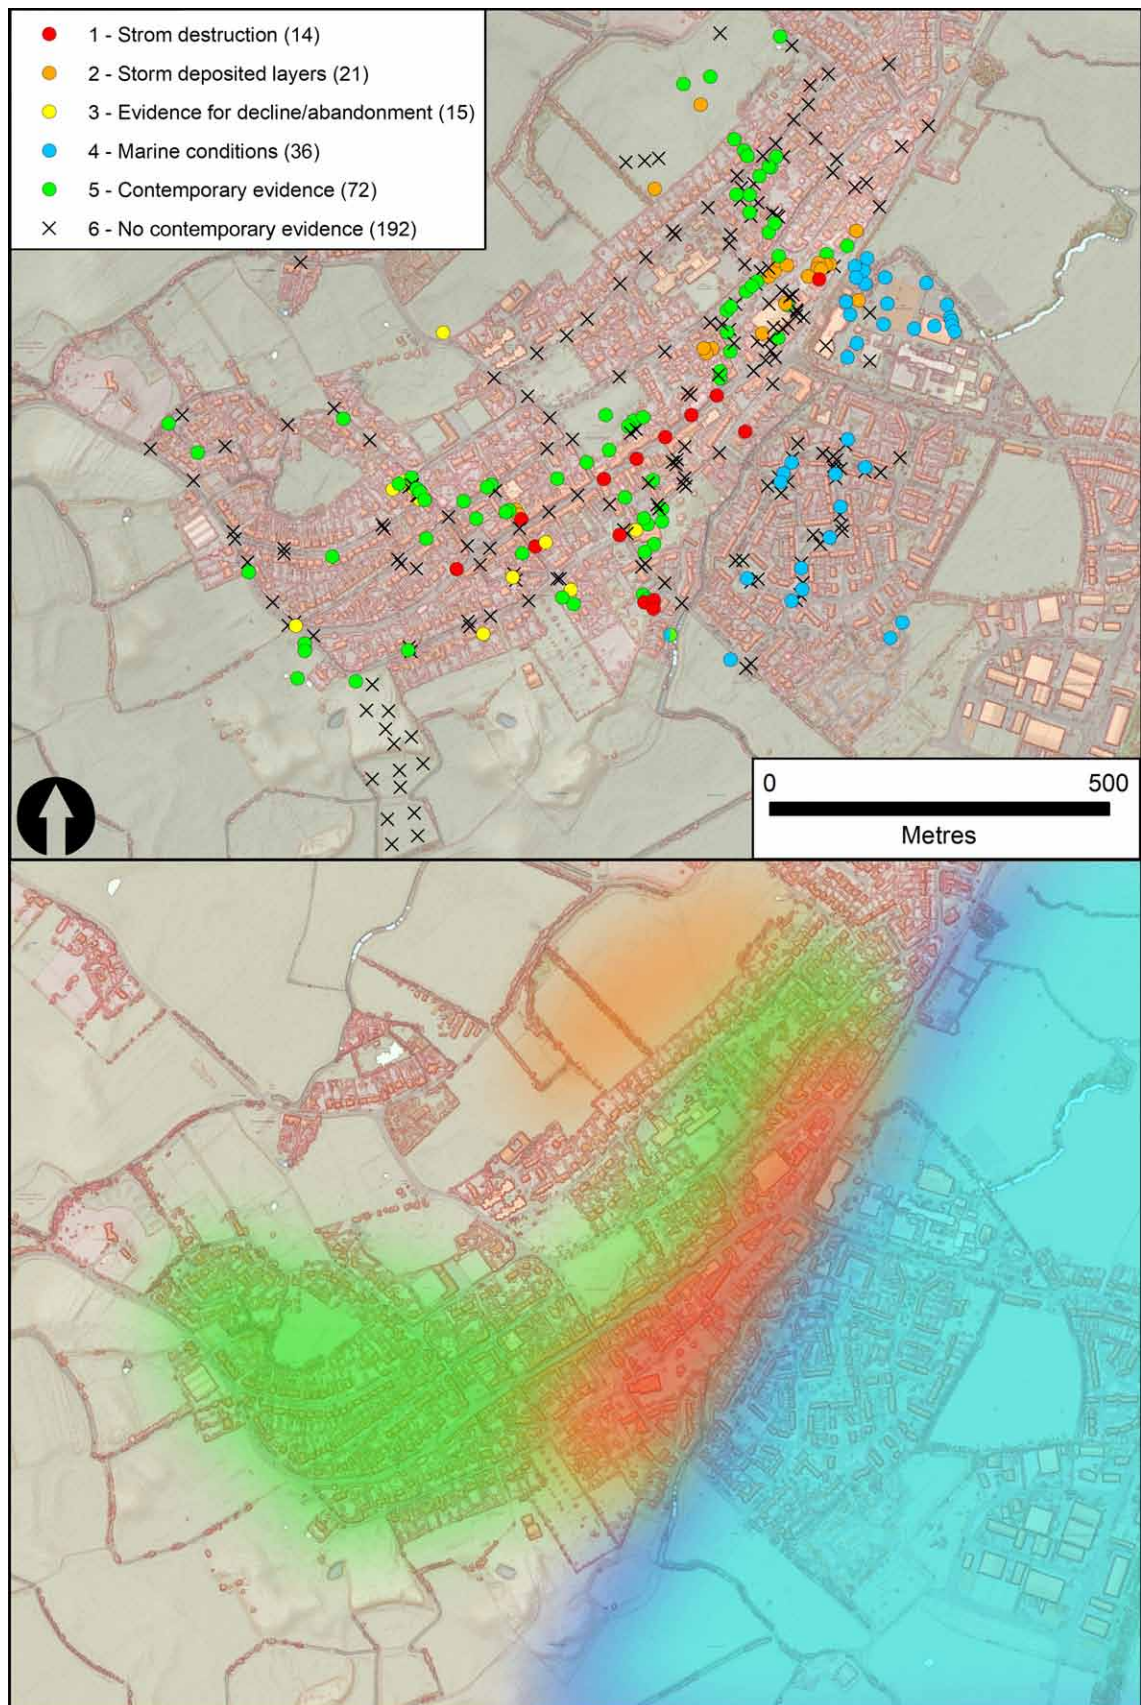 1 - Strom destruction (14)
2 - Storm deposited layers (21)
3 - Evidence for decline/abandonment (15)
4 - Marine conditions (36)
5 - Contemporary evidence (72)
6 - No contemporary evidence (192)
0 500
Metres